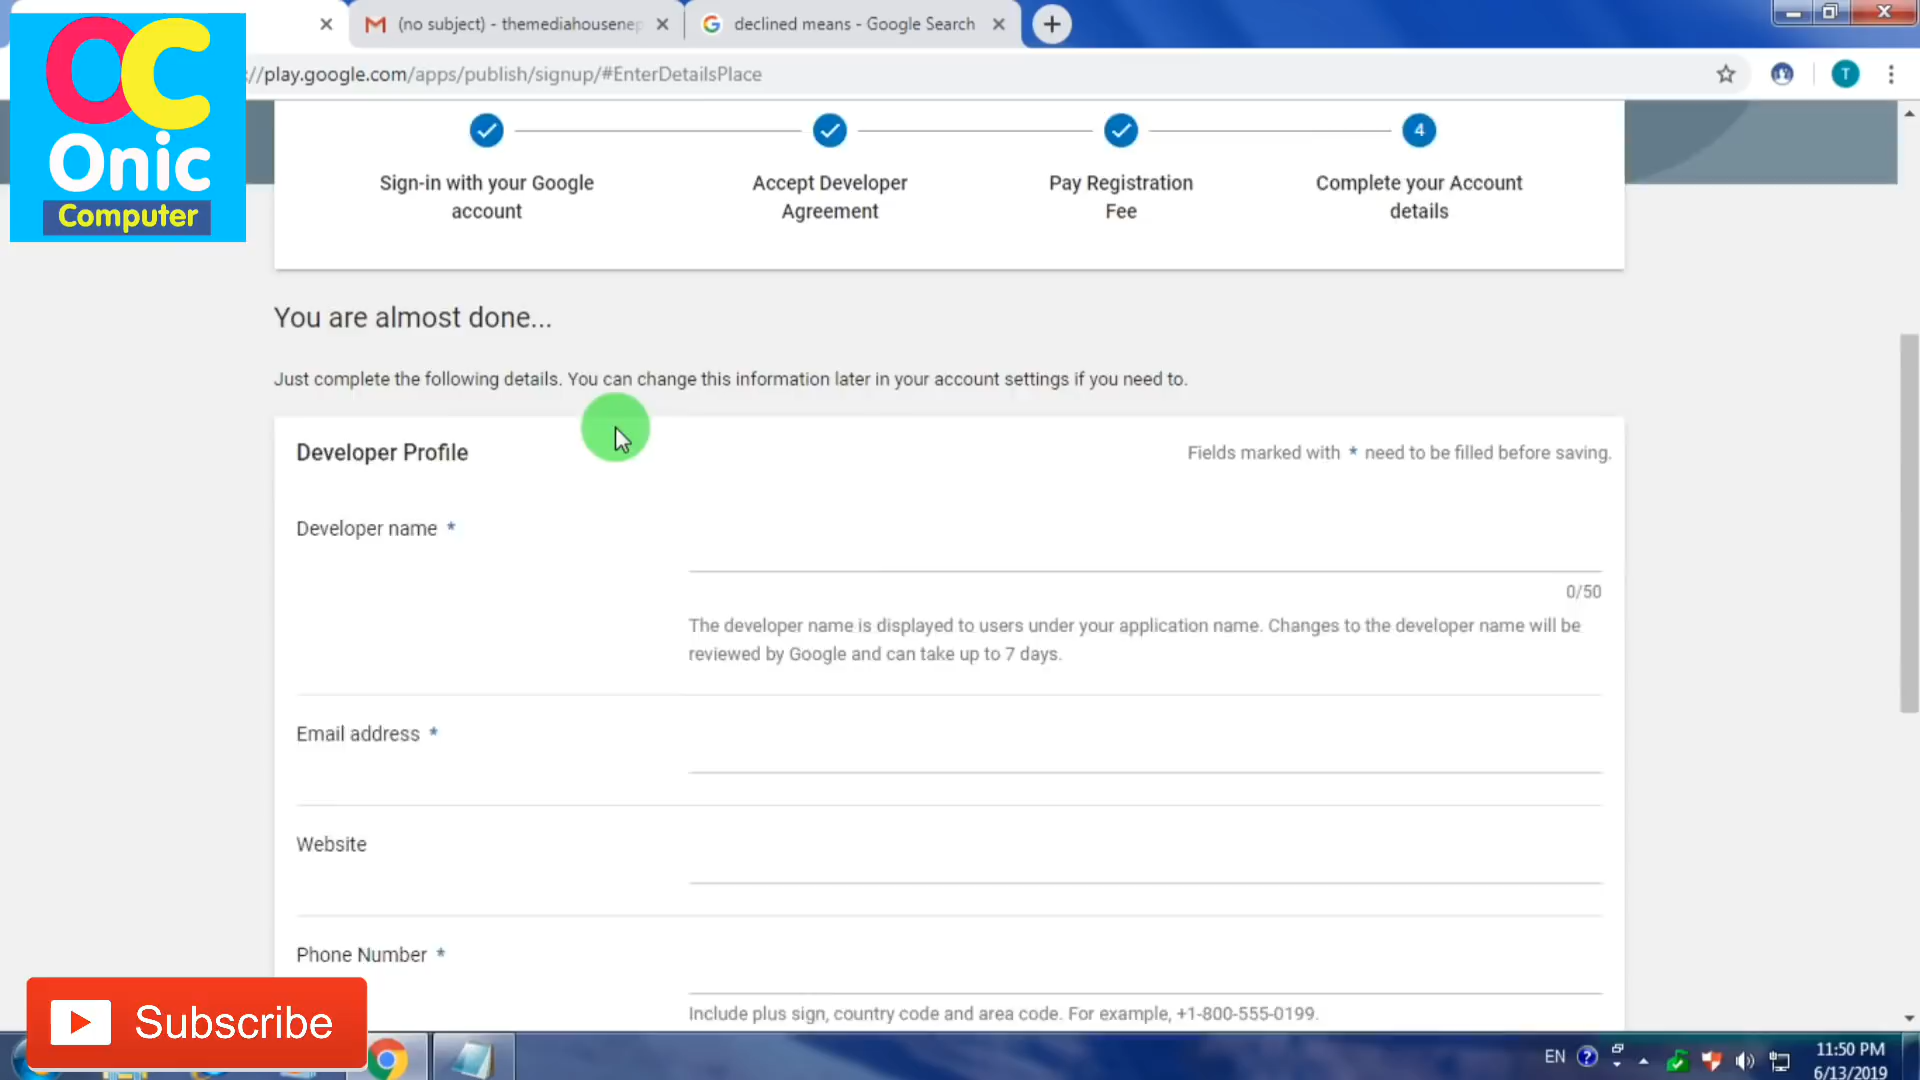 (no subject) - themediahousenep
declined means - Google Search
://play.google.com/apps/publish/signup/#EnterDetailsPlace
T
OC
Onic
Computer
4
Sign-in with your Google
account
Accept Developer
Agreement
Pay Registration
Fee
Complete your Account
details
You are almost done...
Just complete the following details. You can change this information later in your account settings if you need to.
Developer Profile
Fields marked with * need to be filled before saving.
Developer name *
0/50
The developer name is displayed to users under your application name. Changes to the developer name will be
reviewed by Google and can take up to 7 days.
Email address *
Website
Phone Number *
Include plus sign, country code and area code. For example, +1-800-555-0199.
Subscribe
EN
11:50 PM
6/13/2019